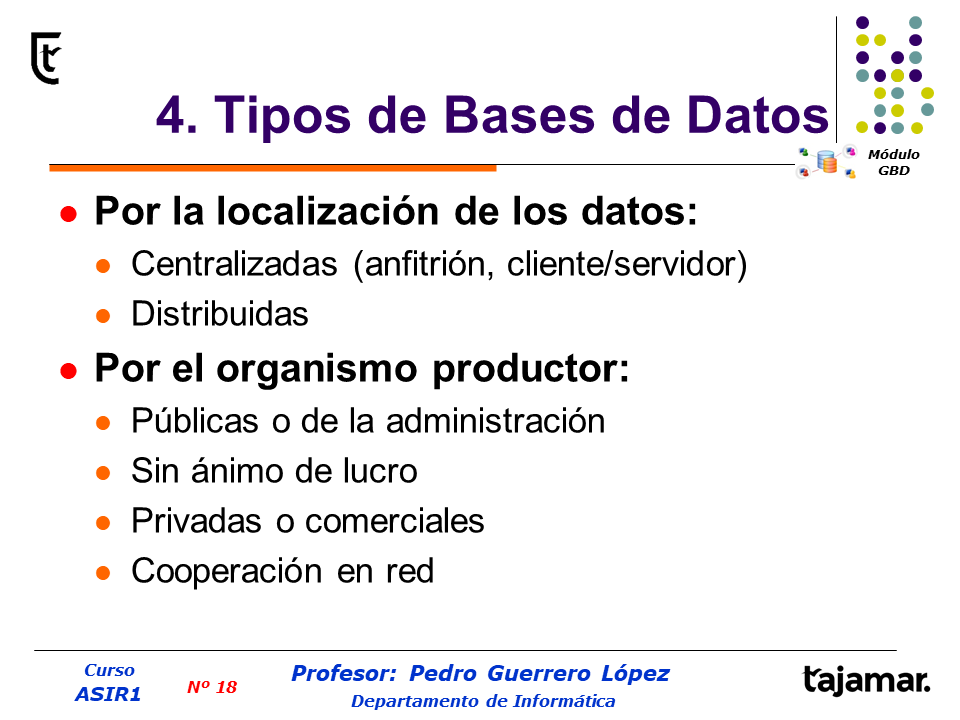 4. Tipos de Bases de Datos
Módulo
GBD
Por la localización de los datos:
Centralizadas (anfitrión, cliente/servidor)
Distribuidas
Por el organismo productor:
Públicas o de la administración
Sin ánimo de lucro
Privadas o comerciales
Cooperación en red
Curso
ASIR1
Nº 18
Profesor: Pedro Guerrero López
Departamento de Informática
tajamar.